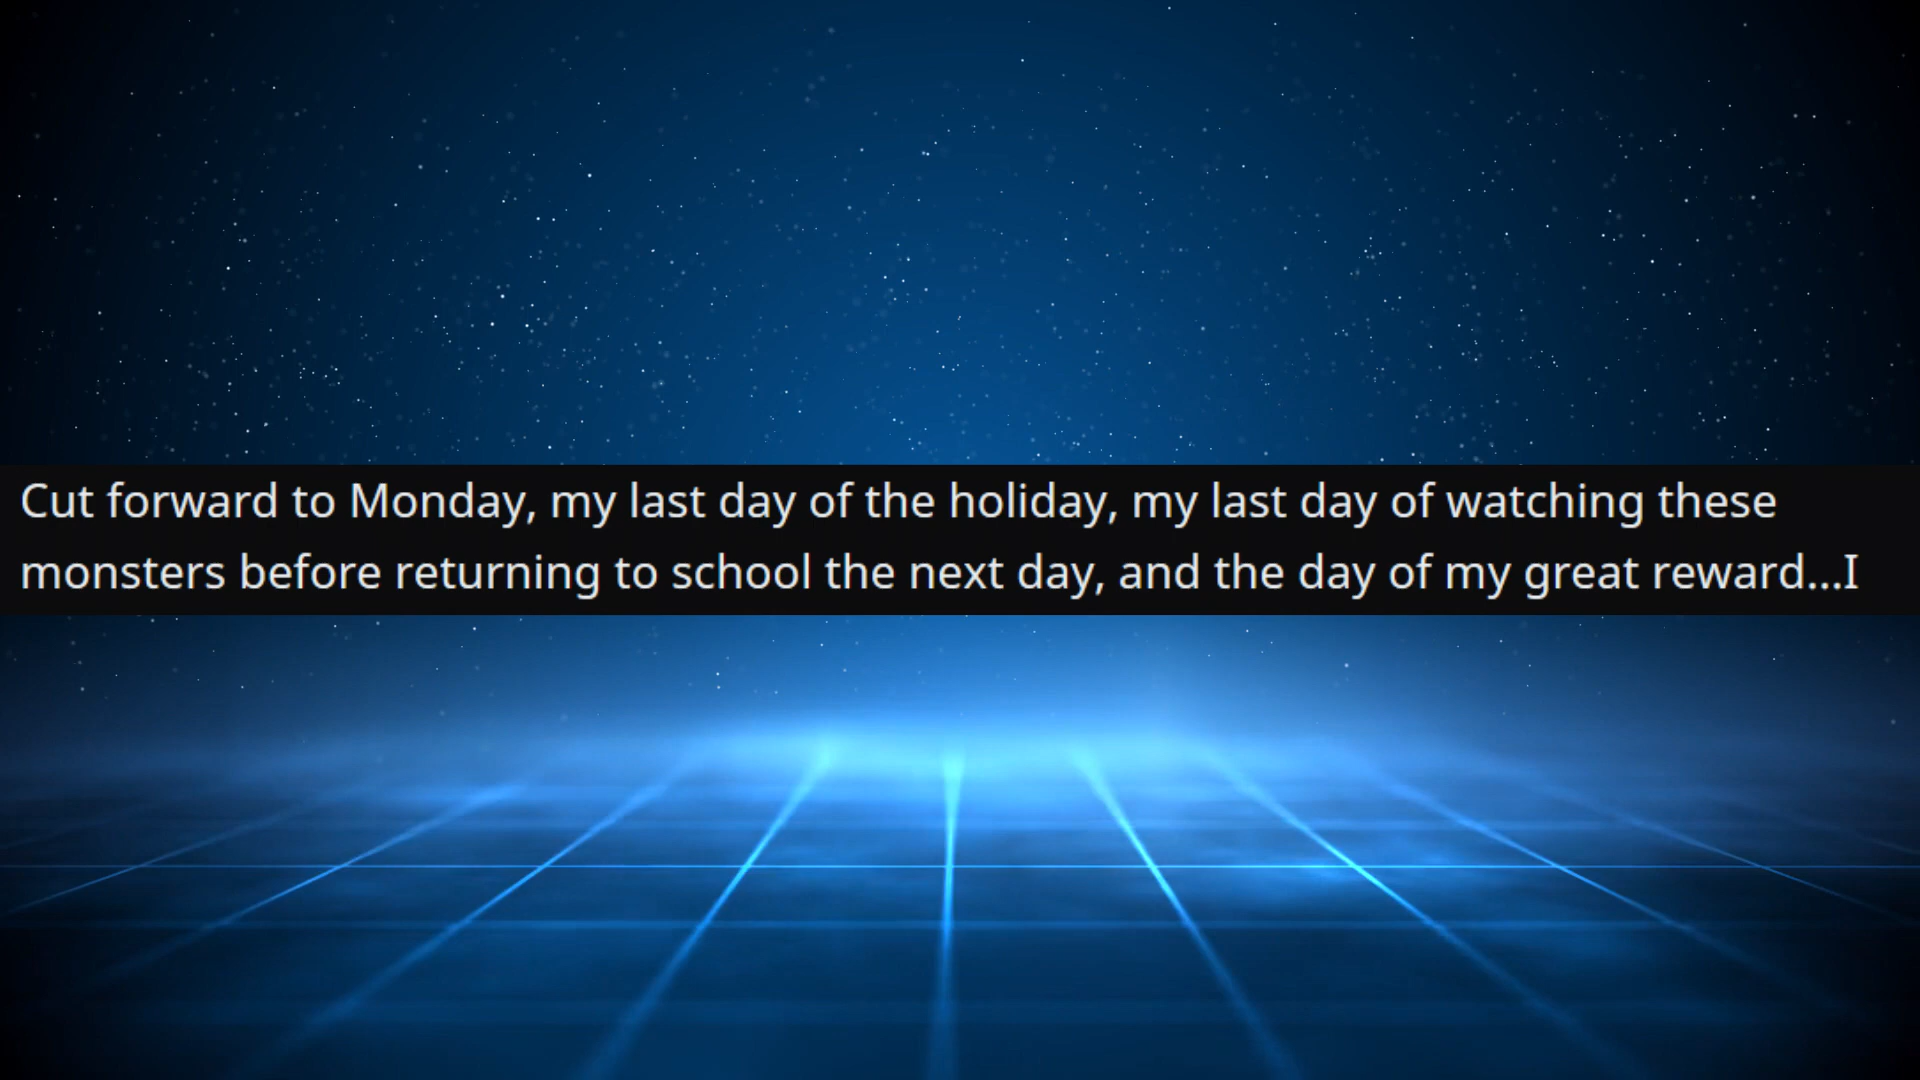 Cut forward to Monday, my last day of the holiday, my last day of watching these
monsters before returning to school the next day, and the day of my great reward...I